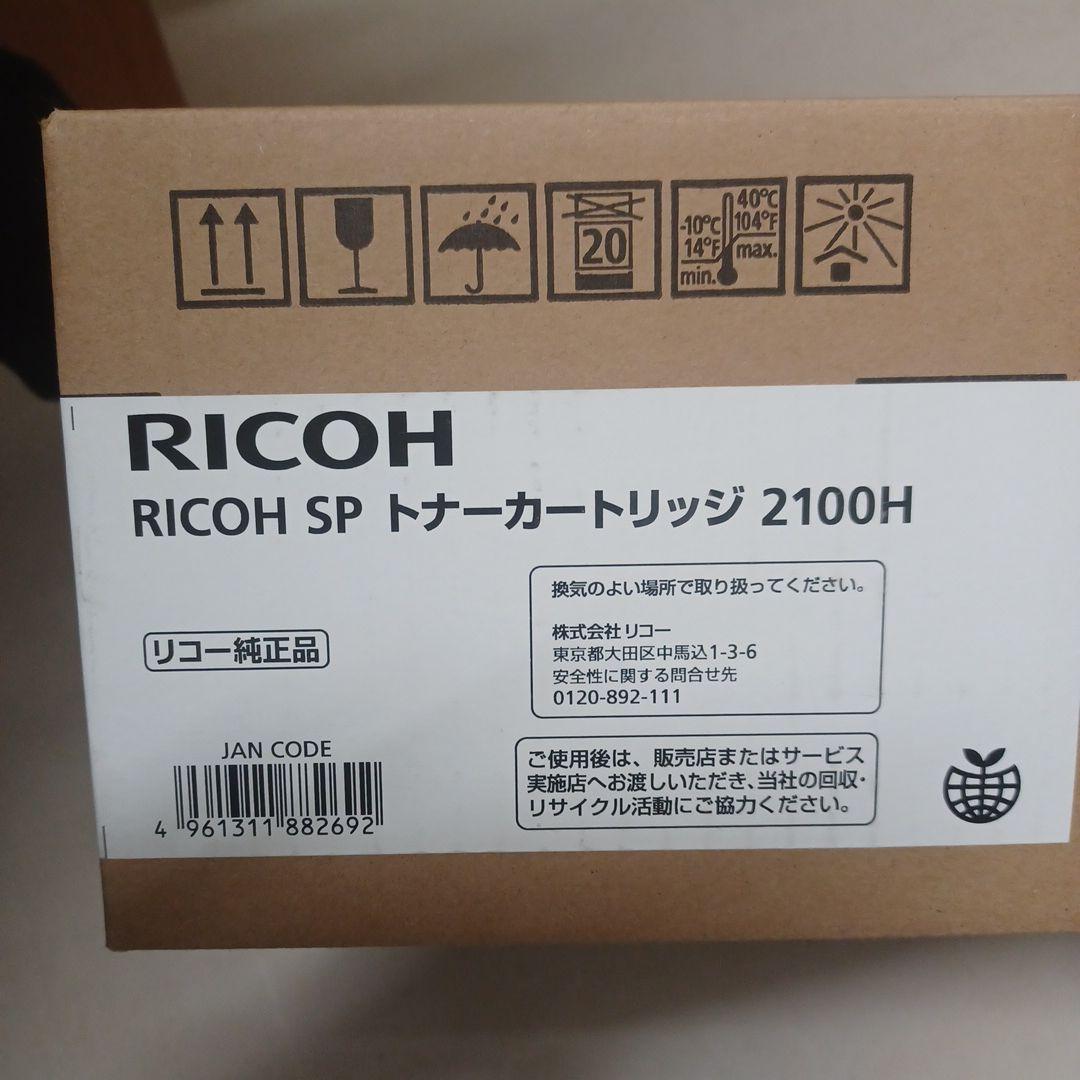 20
-10℃
14°F
min.
40℃
104°F
max.
RICOH
RICOH SP トナーカートリッジ 2100H
換気のよい場所で取り扱ってください。
株式会社 リコー
東京都大田区中馬込1-3-6
安全性に関する問合せ先
0120-892-111
リコー純正品
JAN CODE
4 961311 882692
ご使用後は、販売店またはサービス
実施店へお渡しいただき、当社の回収・
リサイクル活動にご協力ください。